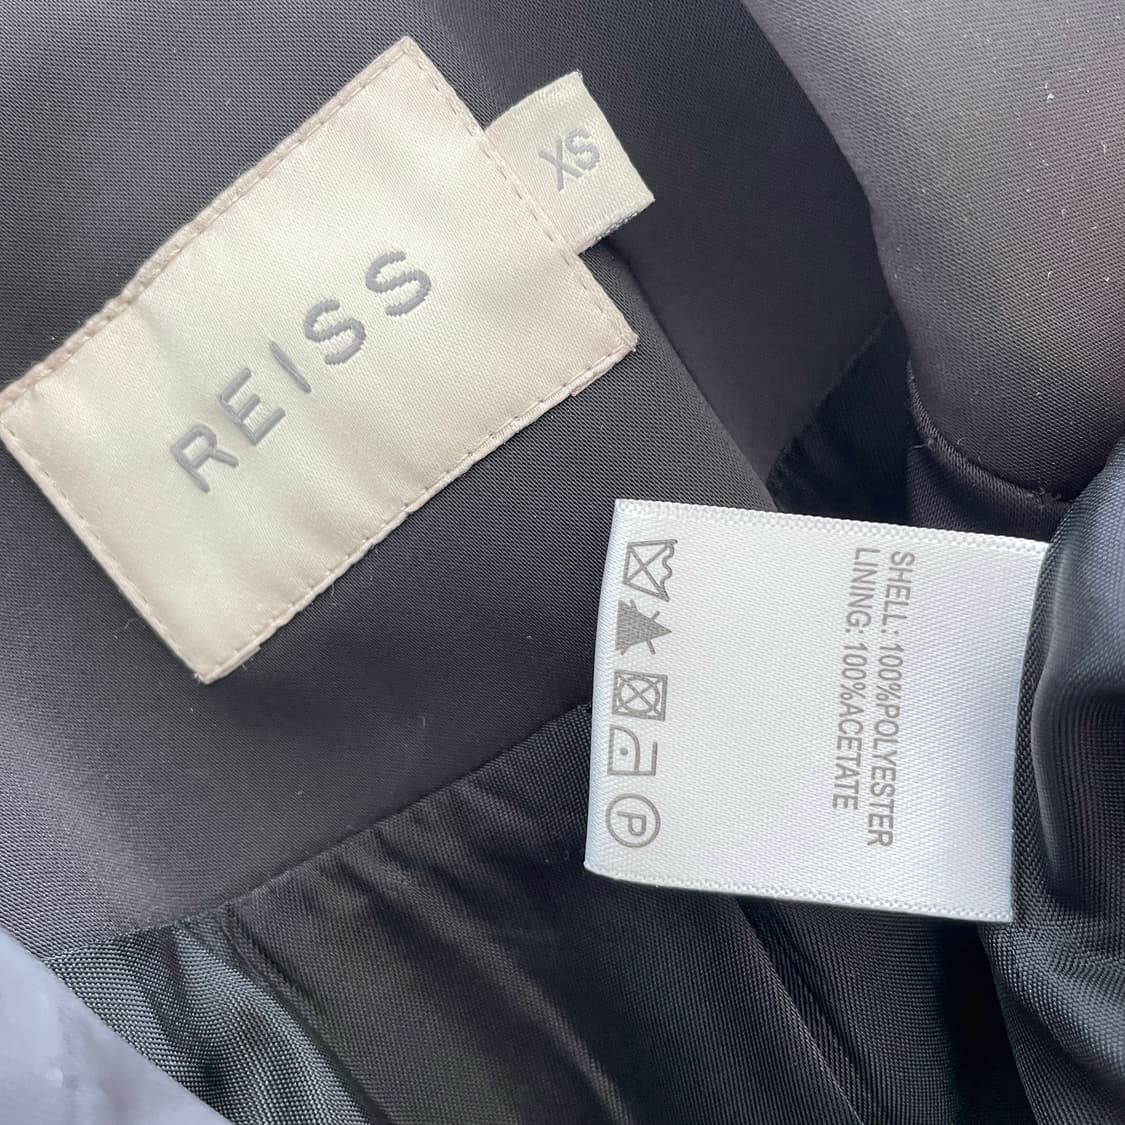 REISS
XS
SHELL: 100%POLYESTER
LINING: 100%ACETATE
P